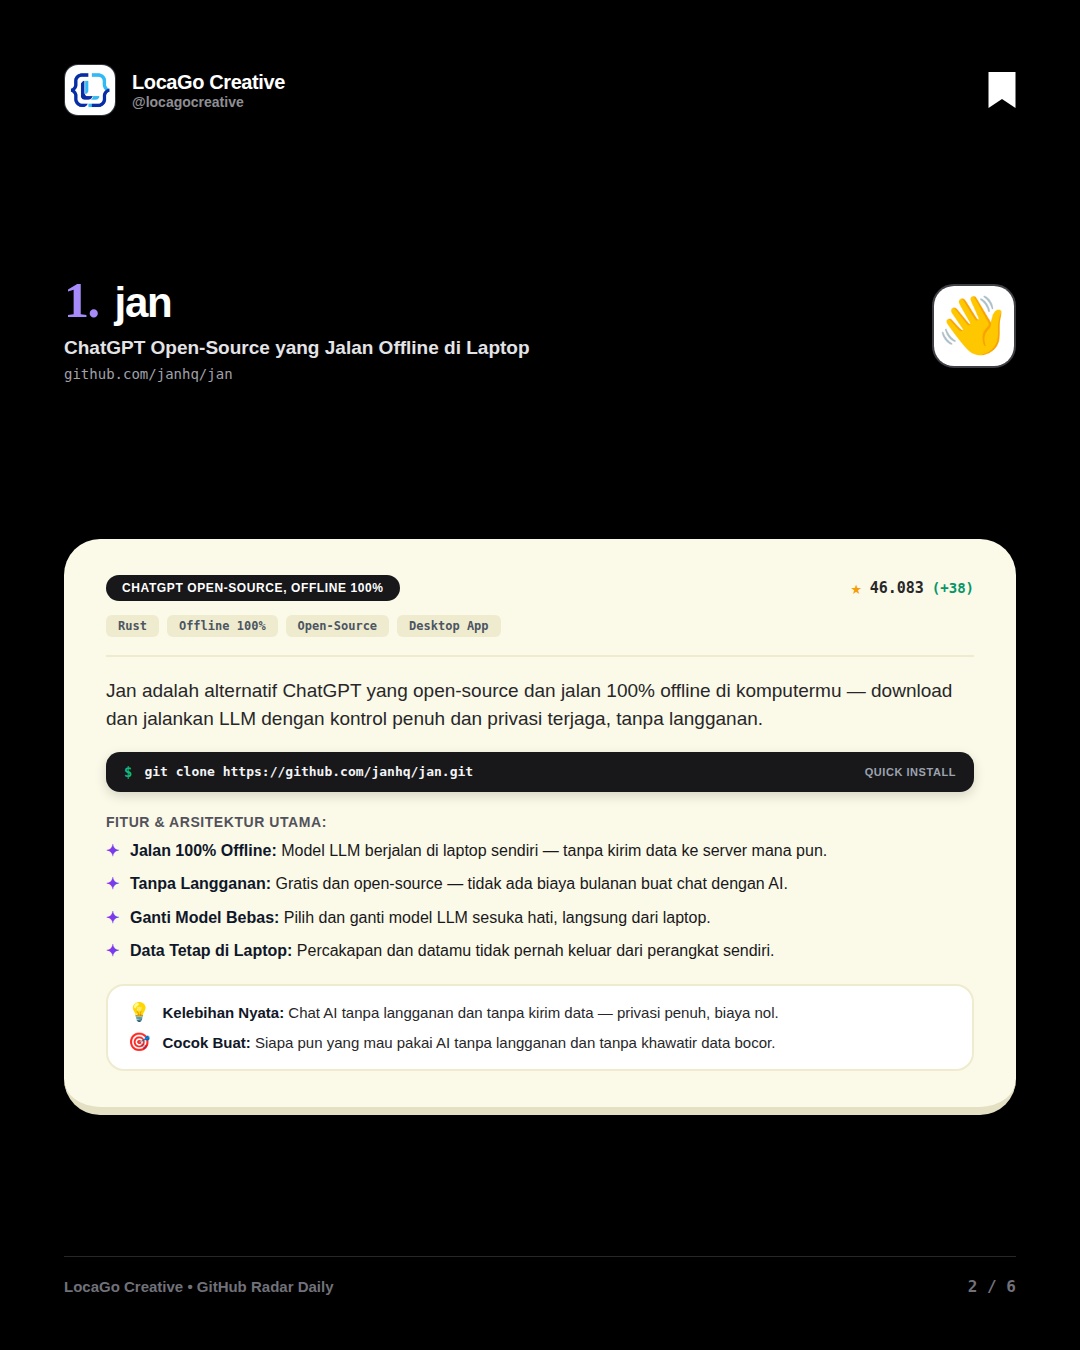 LocaGo Creative
@locagocreative
1. jan
ChatGPT Open-Source yang Jalan Offline di Laptop
github.com/janhq/jan
CHATGPT OPEN-SOURCE, OFFLINE 100%
★ 46.083 (+38)
Rust Offline 100% Open-Source Desktop App
Jan adalah alternatif ChatGPT yang open-source dan jalan 100% offline di komputermu — download
dan jalankan LLM dengan kontrol penuh dan privasi terjaga, tanpa langganan.
$ git clone https://github.com/janhq/jan.git QUICK INSTALL
FITUR & ARSITEKTUR UTAMA:
✦ Jalan 100% Offline: Model LLM berjalan di laptop sendiri — tanpa kirim data ke server mana pun.
✦ Tanpa Langganan: Gratis dan open-source — tidak ada biaya bulanan buat chat dengan AI.
✦ Ganti Model Bebas: Pilih dan ganti model LLM sesuka hati, langsung dari laptop.
✦ Data Tetap di Laptop: Percakapan dan datamu tidak pernah keluar dari perangkat sendiri.
💡 Kelebihan Nyata: Chat AI tanpa langganan dan tanpa kirim data — privasi penuh, biaya nol.
🎯 Cocok Buat: Siapa pun yang mau pakai AI tanpa langganan dan tanpa khawatir data bocor.
LocaGo Creative • GitHub Radar Daily
2 / 6